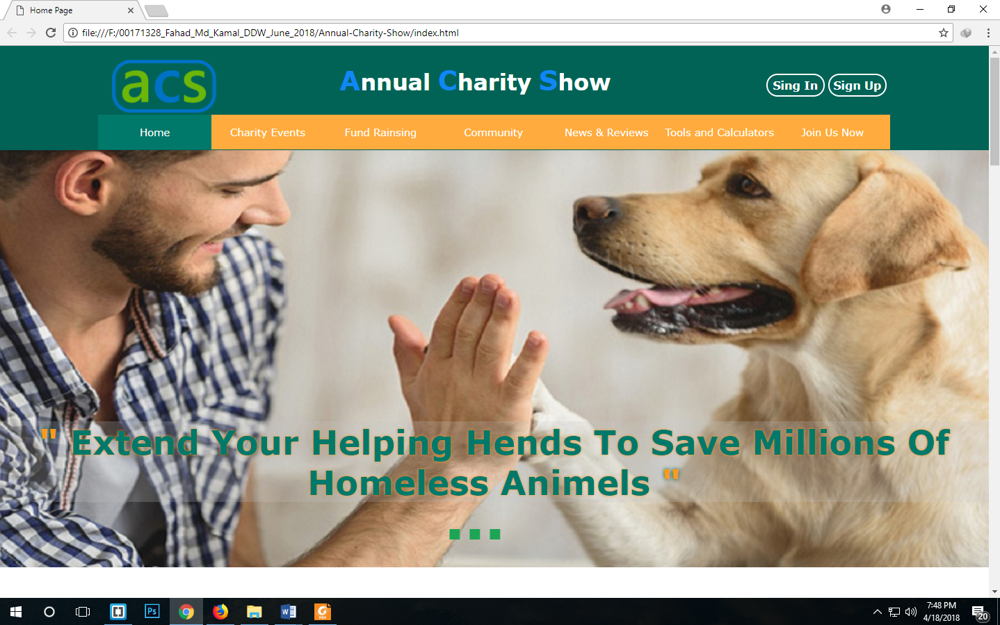 Home Page
file:///F:/00171328_Fahad_Md_Kamal_DDW_June_2018/Annual-Charity-Show/index.html
acs
Annual Charity Show
Sing In Sign Up
Home Charity Events Fund Rainsing Community News & Reviews Tools and Calculators Join Us Now
" Extend Your Helping Hends To Save Millions Of
Homeless Animels "
Ps
W
G
PDF
7:48 PM
4/18/2018
20